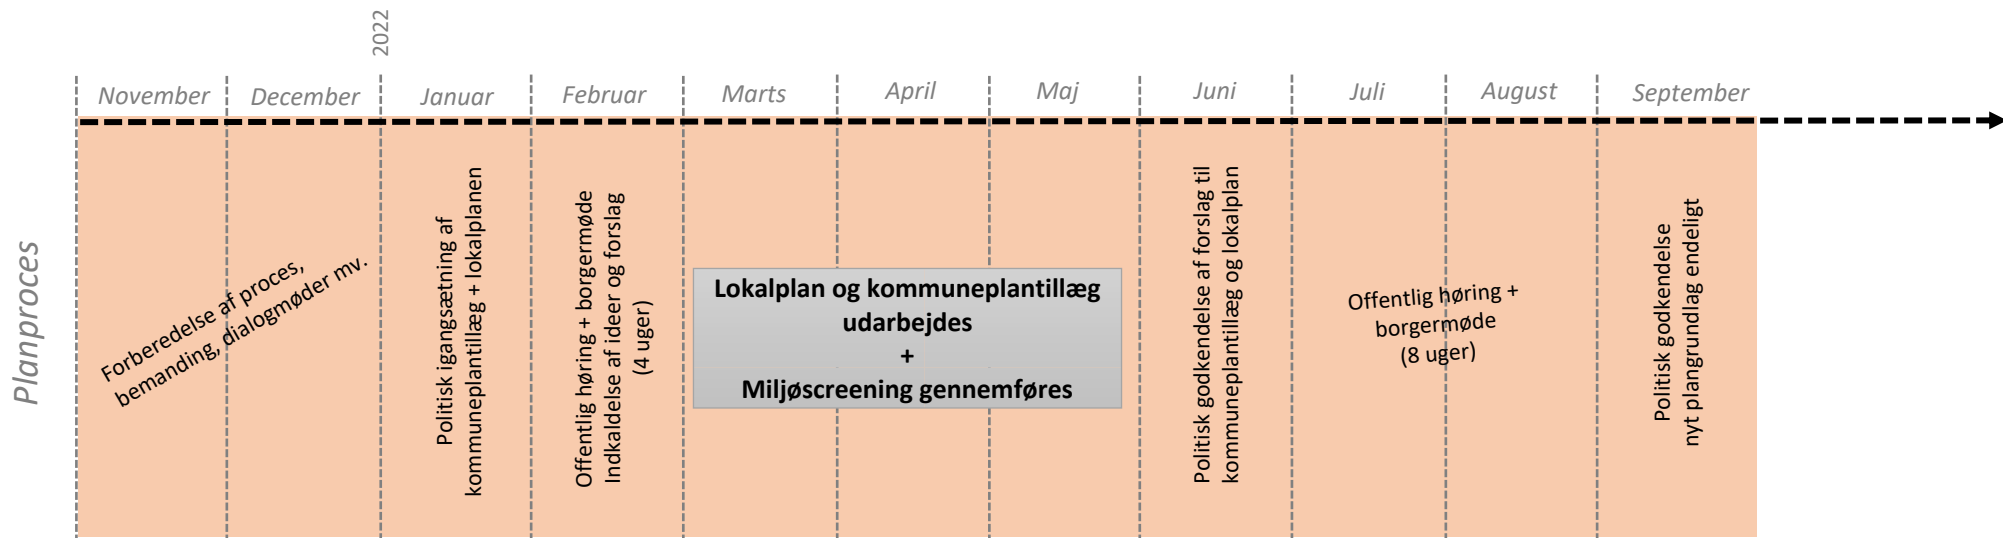 2022
November
December
Januar
Februar
Marts
April
Maj
Juni
Juli
August
September
Planproces
Forberedelse af proces,
bemanding, dialogmøder mv.
Politisk igangsætning af
kommuneplantillæg + lokalplanen
Offentlig høring + borgermøde
Indkaldelse af ideer og forslag
(4 uger)
Lokalplan og kommuneplantillæg
udarbejdes
+
Miljøscreening gennemføres
Politisk godkendelse af forslag til
kommuneplantillæg og lokalplan
Offentlig høring +
borgermøde
(8 uger)
Politisk godkendelse
nyt plangrundlag endeligt